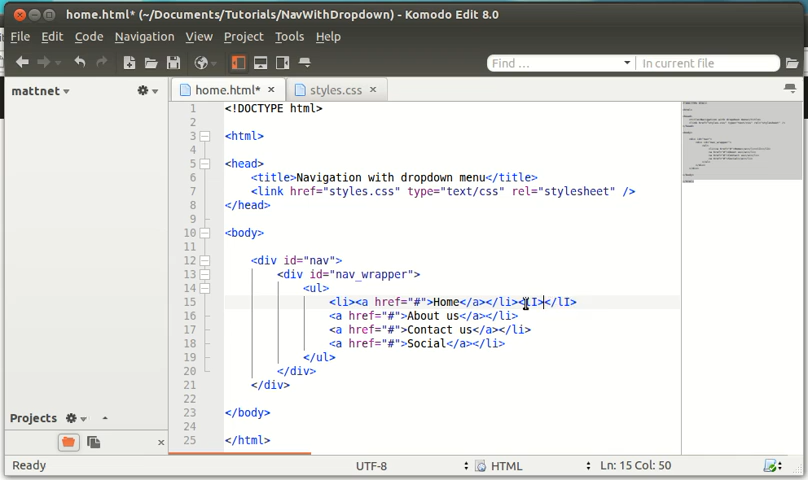 home.html* (~/Documents/Tutorials/NavWithDropdown) - Komodo Edit 8.0
File Edit Code Navigation View Project Tools Help
Find ... In current file
mattnet
home.html* styles.css
1 <!DOCTYPE html>
2
3 <html>
4
5 <head>
6 <title>Navigation with dropdown menu</title>
7 <link href="styles.css" type="text/css" rel="stylesheet" />
8 </head>
9
10 <body>
11
12 <div id="nav">
13 <div id="nav_wrapper">
14 <ul>
15 <li><a href="#">Home</a></li><lI></lI>
16 <a href="#">About us</a></li>
17 <a href="#">Contact us</a></li>
18 <a href="#">Social</a></li>
19 </ul>
20 </div>
21 </div>
22
23 </body>
24
25 </html>
Projects
Ready UTF-8 HTML Ln: 15 Col: 50